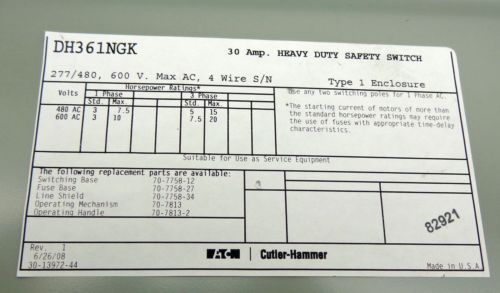 DH361NGK
30 Amp. HEAVY DUTY SAFETY SWITCH
277/480, 600 V. Max AC, 4 Wire S/N
Type 1 Enclosure
Horsepower Ratings*
Volts 1 Phase 3 Phase
Std. Max. Std. Max.
480 AC 3 7.5 5 15
600 AC 3 10 7.5 20
Use any two switching poles for 1 Phase AC.
*The starting current of motors of more than
the standard horsepower ratings may require
the use of fuses with appropriate time-delay
characteristics.
Suitable for Use as Service Equipment
The following replacement parts are available:
Switching Base 70-7758-12
Fuse Base 70-7758-27
Line Shield 70-7758-34
Operating Mechanism 70-7813
Operating Handle 70-7813-2
82921
Rev. 1
6/26/08
30-13972-44
EATON Cutler-Hammer
Made in U.S.A